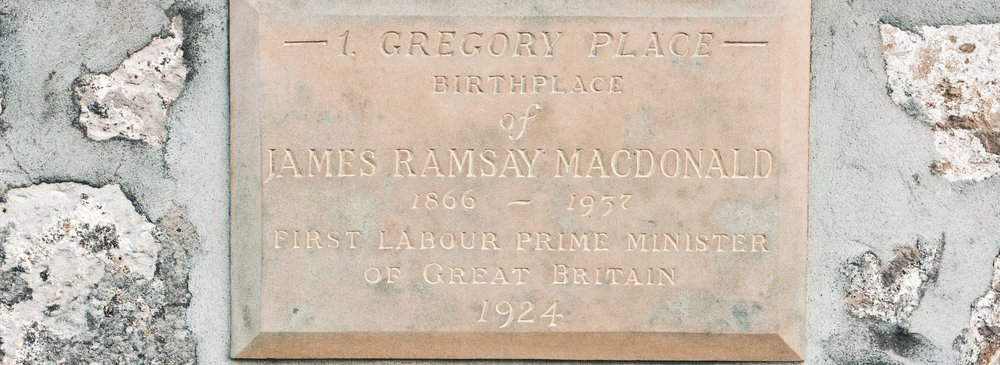 — 1, GREGORY PLACE —
BIRTHPLACE
of
JAMES RAMSAY MACDONALD
1866 — 1937
FIRST LABOUR PRIME MINISTER
OF GREAT BRITAIN
1924